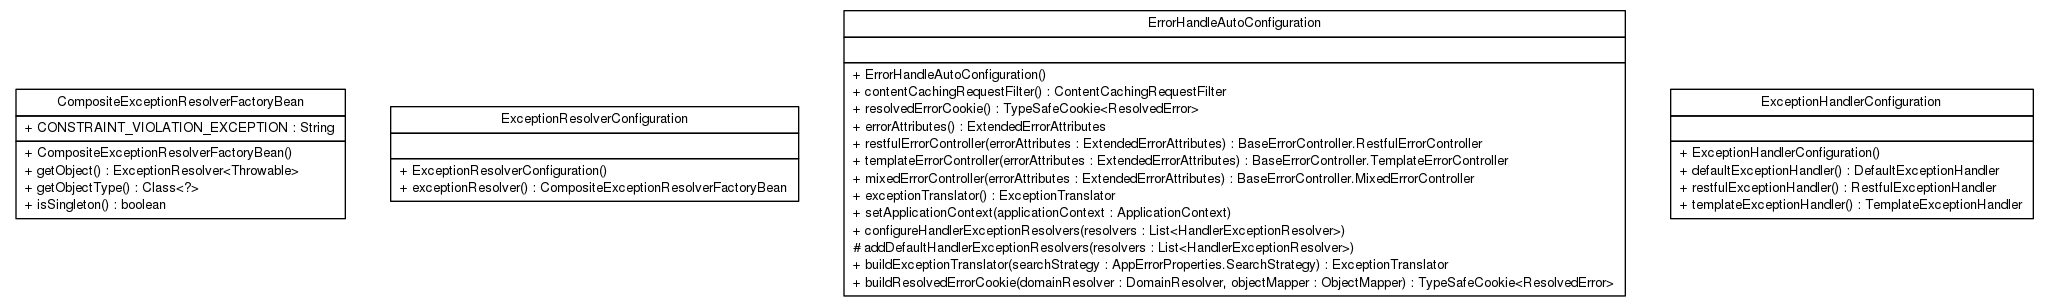 CompositeExceptionResolverFactoryBean
+ CONSTRAINT_VIOLATION_EXCEPTION : String
+ CompositeExceptionResolverFactoryBean()
+ getObject() : ExceptionResolver<Throwable>
+ getObjectType() : Class<?>
+ isSingleton() : boolean
ExceptionResolverConfiguration
+ ExceptionResolverConfiguration()
+ exceptionResolver() : CompositeExceptionResolverFactoryBean
ErrorHandleAutoConfiguration
+ ErrorHandleAutoConfiguration()
+ contentCachingRequestFilter() : ContentCachingRequestFilter
+ resolvedErrorCookie() : TypeSafeCookie<ResolvedError>
+ errorAttributes() : ExtendedErrorAttributes
+ restfulErrorController(errorAttributes : ExtendedErrorAttributes) : BaseErrorController.RestfulErrorController
+ templateErrorController(errorAttributes : ExtendedErrorAttributes) : BaseErrorController.TemplateErrorController
+ mixedErrorController(errorAttributes : ExtendedErrorAttributes) : BaseErrorController.MixedErrorController
+ exceptionTranslator() : ExceptionTranslator
+ setApplicationContext(applicationContext : ApplicationContext)
+ configureHandlerExceptionResolvers(resolvers : List<HandlerExceptionResolver>)
# addDefaultHandlerExceptionResolvers(resolvers : List<HandlerExceptionResolver>)
+ buildExceptionTranslator(searchStrategy : AppErrorProperties.SearchStrategy) : ExceptionTranslator
+ buildResolvedErrorCookie(domainResolver : DomainResolver, objectMapper : ObjectMapper) : TypeSafeCookie<ResolvedError>
ExceptionHandlerConfiguration
+ ExceptionHandlerConfiguration()
+ defaultExceptionHandler() : DefaultExceptionHandler
+ restfulExceptionHandler() : RestfulExceptionHandler
+ templateExceptionHandler() : TemplateExceptionHandler